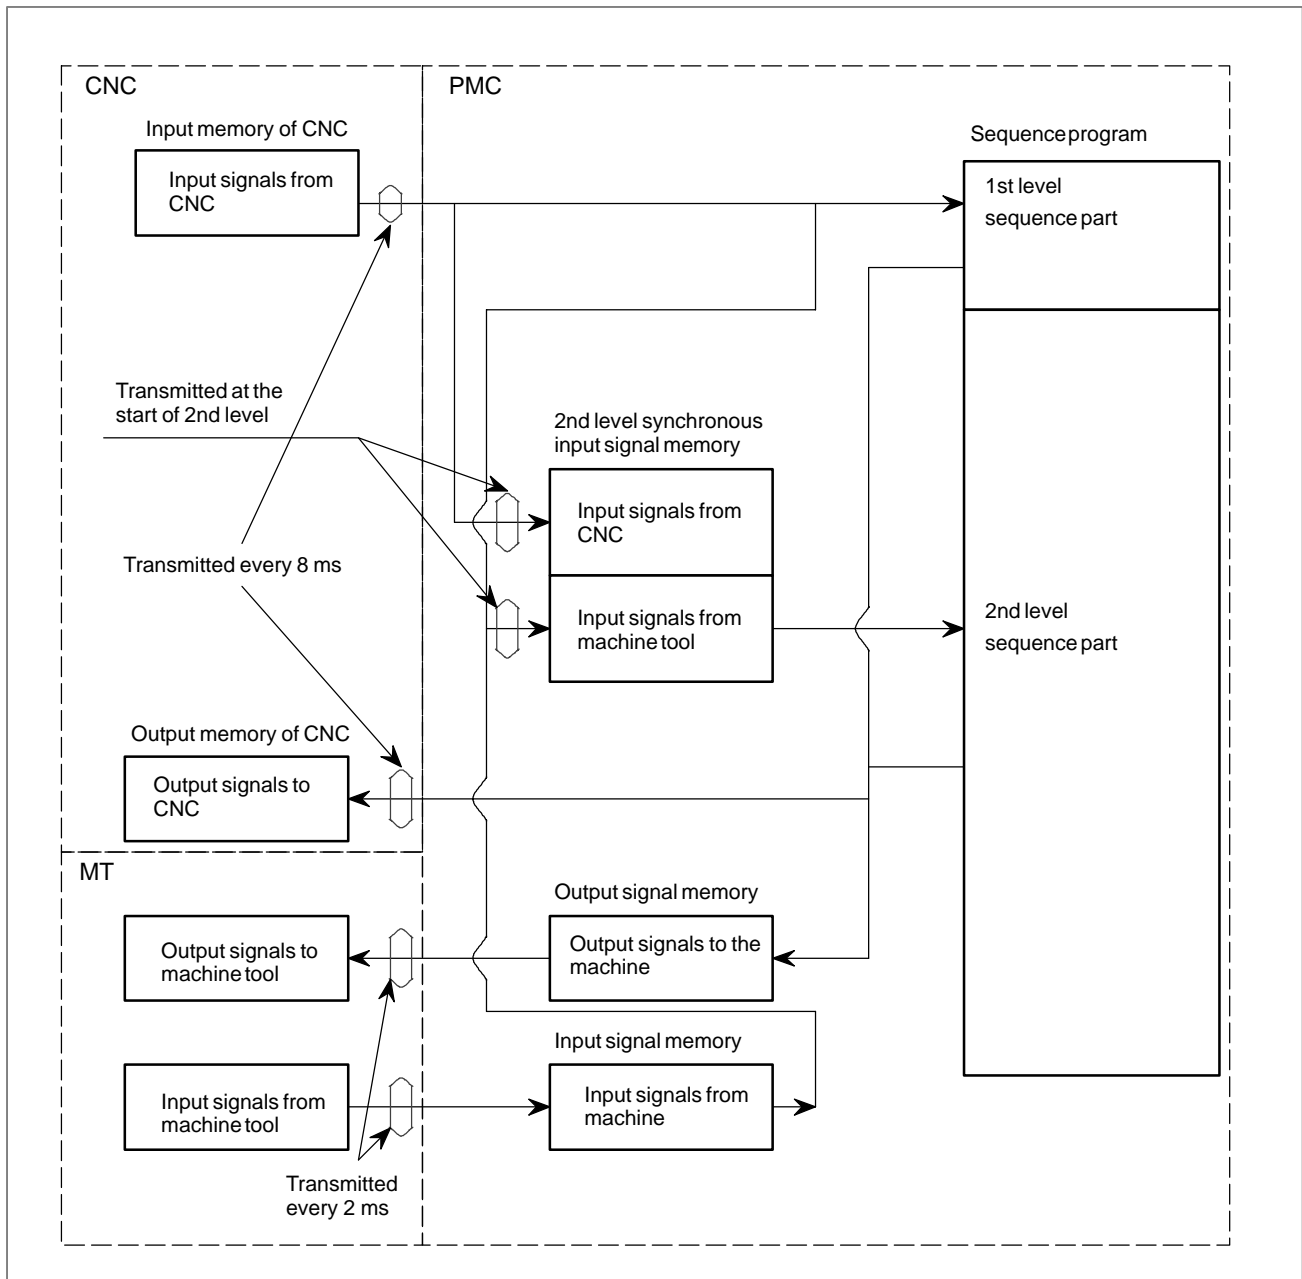 CNC
PMC
Input memory of CNC
Input signals from
CNC
Sequence program
1st level
sequence part
Transmitted at the
start of 2nd level
2nd level synchronous
input signal memory
Input signals from
CNC
Transmitted every 8 ms
Input signals from
machine tool
2nd level
sequence part
Output memory of CNC
Output signals to
CNC
MT
Output signal memory
Output signals to
machine tool
Output signals to the
machine
Input signal memory
Input signals from
machine tool
Input signals from
machine
Transmitted
every 2 ms